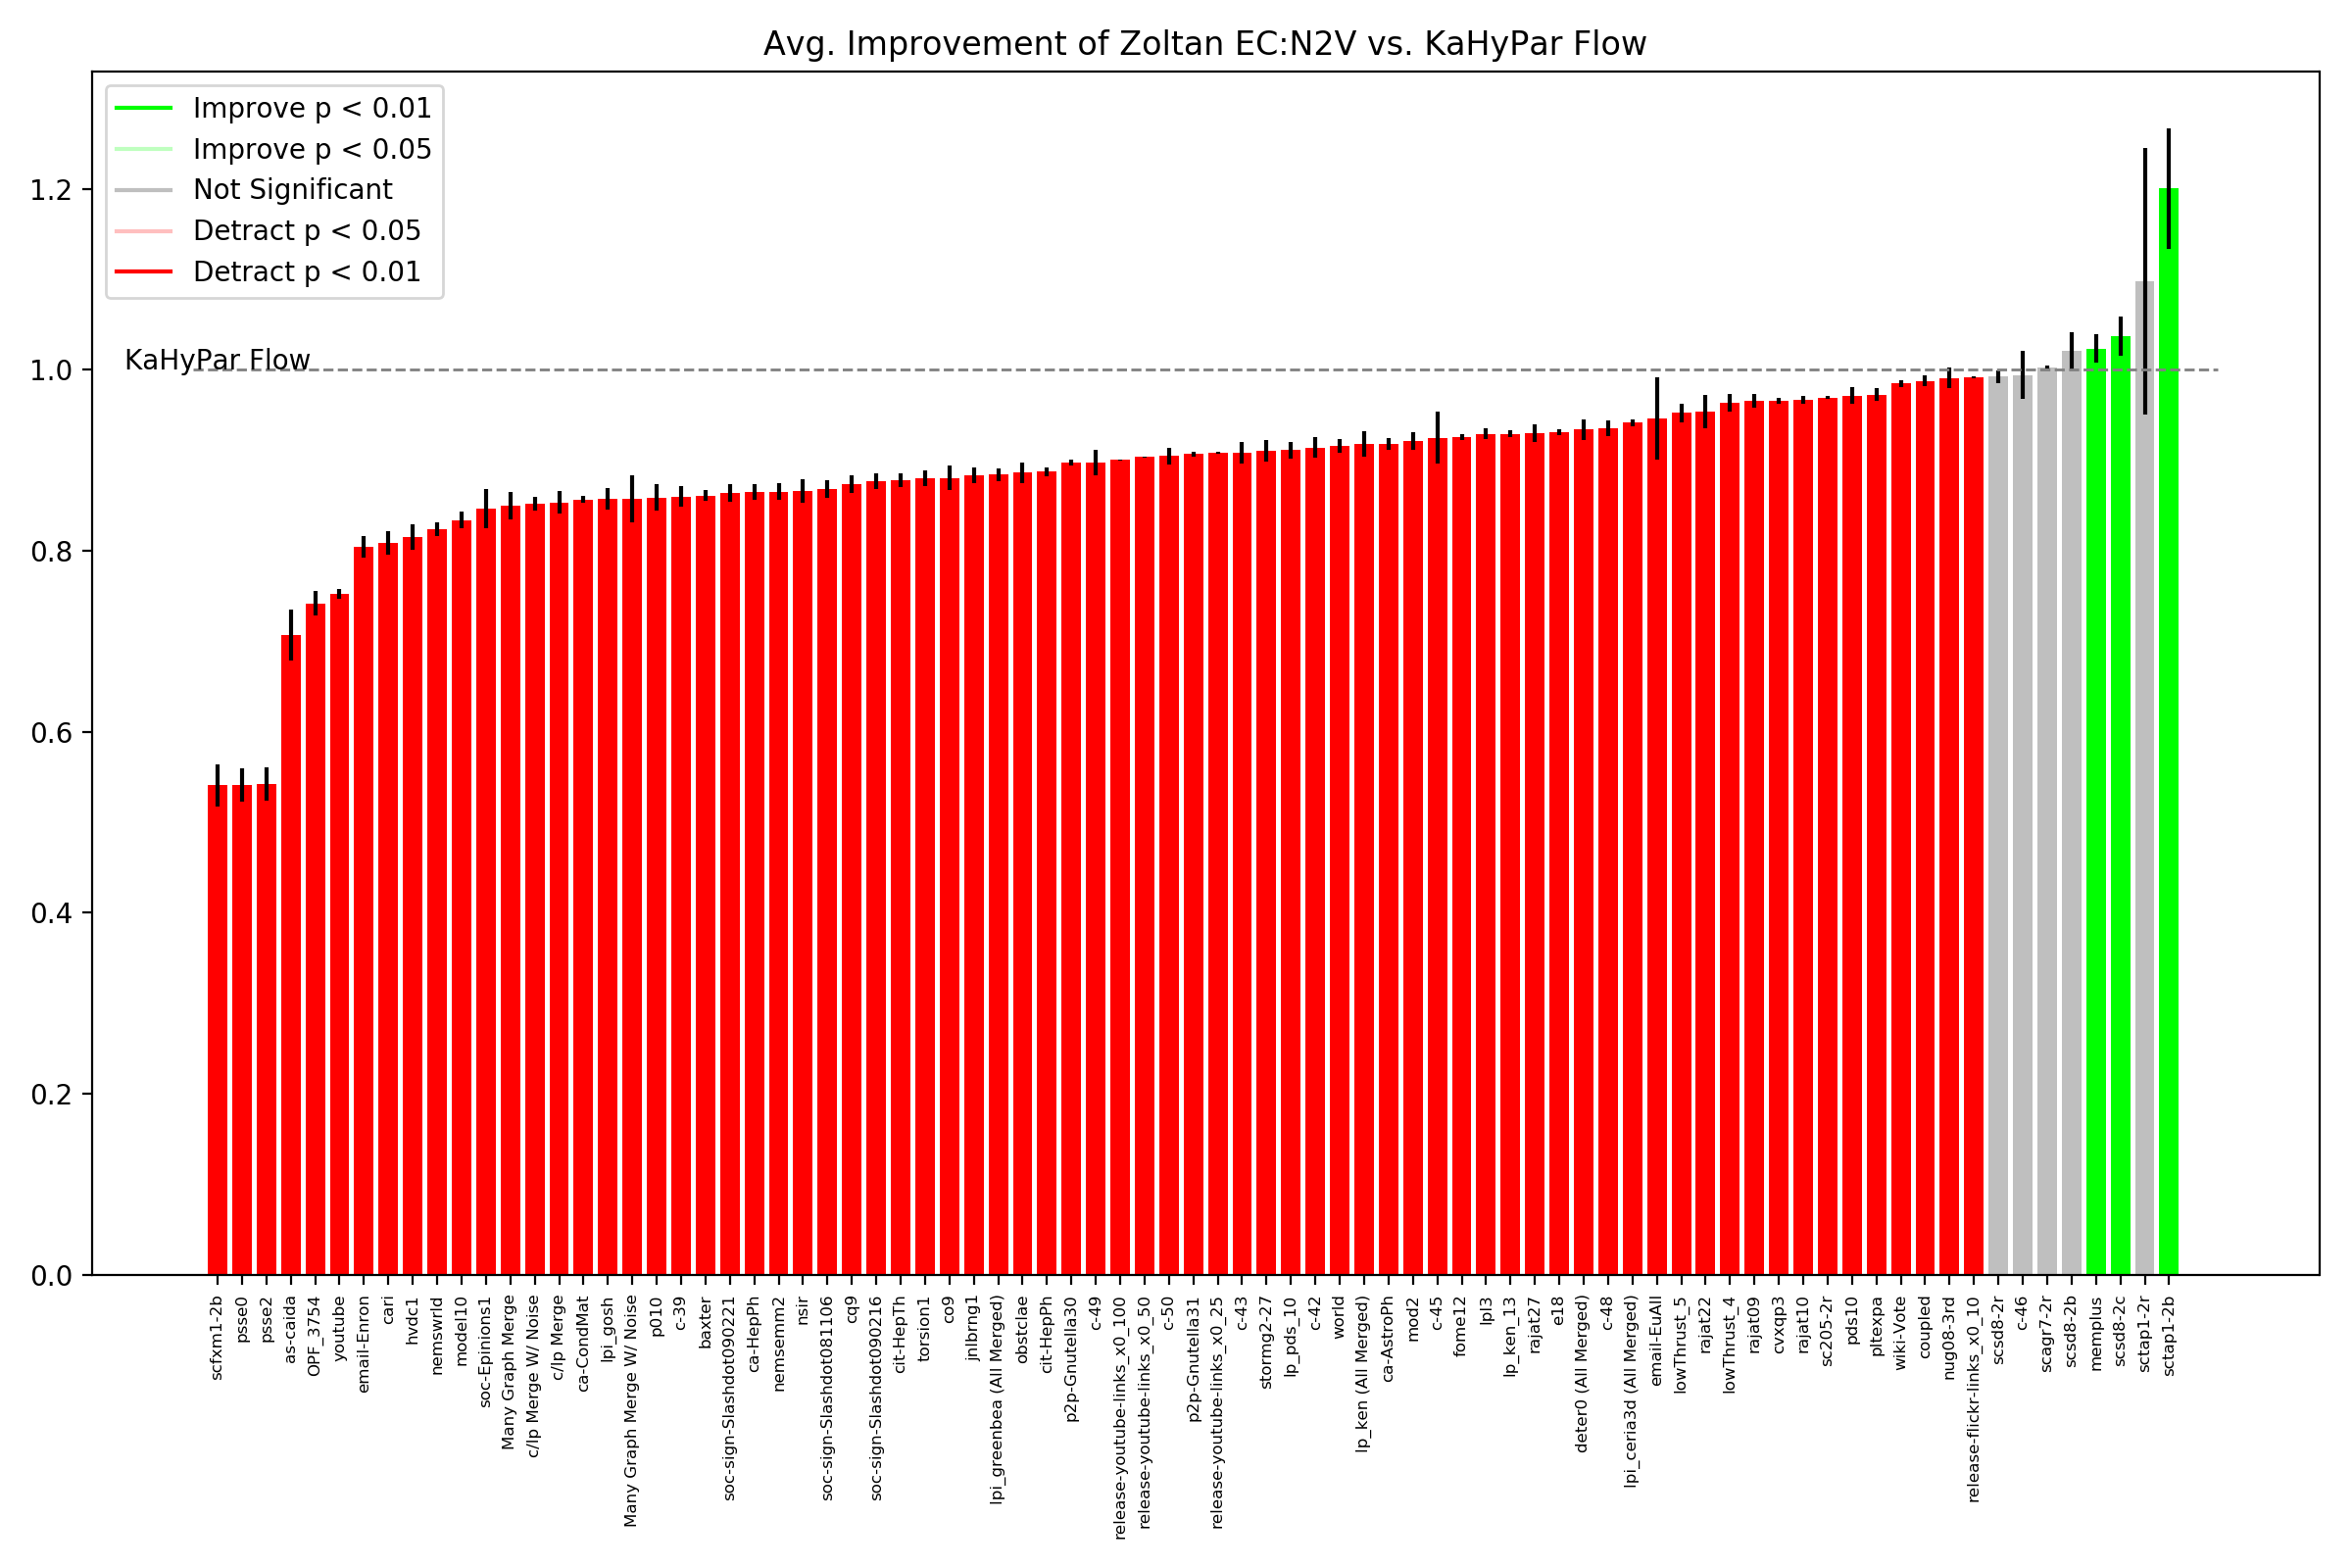 Avg. Improvement of Zoltan EC:N2V vs. KaHyPar Flow
Improve p < 0.01
Improve p < 0.05
Not Significant
Detract p < 0.05
Detract p < 0.01
KaHyPar Flow
1.2
1.0
0.8
0.6
0.4
0.2
0.0
scfxm1-2b
psse0
psse2
as-caida
OPF_3754
youtube
email-Enron
cari
hvdc1
nemswrld
model10
soc-Epinions1
Many Graph Merge
c/lp Merge W/ Noise
c/lp Merge
ca-CondMat
lpi_gosh
Many Graph Merge W/ Noise
p010
c-39
baxter
soc-sign-Slashdot090221
ca-HepPh
nemsemm2
nsir
soc-sign-Slashdot081106
cq9
soc-sign-Slashdot090216
cit-HepTh
torsion1
co9
jnlbrng1
lpi_greenbea (All Merged)
obstclae
cit-HepPh
p2p-Gnutella30
c-49
release-youtube-links_x0_100
release-youtube-links_x0_50
c-50
p2p-Gnutella31
release-youtube-links_x0_25
c-43
stormg2-27
lp_pds_10
c-42
world
lp_ken (All Merged)
ca-AstroPh
mod2
c-45
fome12
lpl3
lp_ken_13
rajat27
e18
deter0 (All Merged)
c-48
lpi_ceria3d (All Merged)
email-EuAll
lowThrust_5
rajat22
lowThrust_4
rajat09
cvxqp3
rajat10
sc205-2r
pds10
pltexpa
wiki-Vote
coupled
nug08-3rd
release-flickr-links_x0_10
scsd8-2r
c-46
scagr7-2r
scsd8-2b
memplus
scsd8-2c
sctap1-2r
sctap1-2b